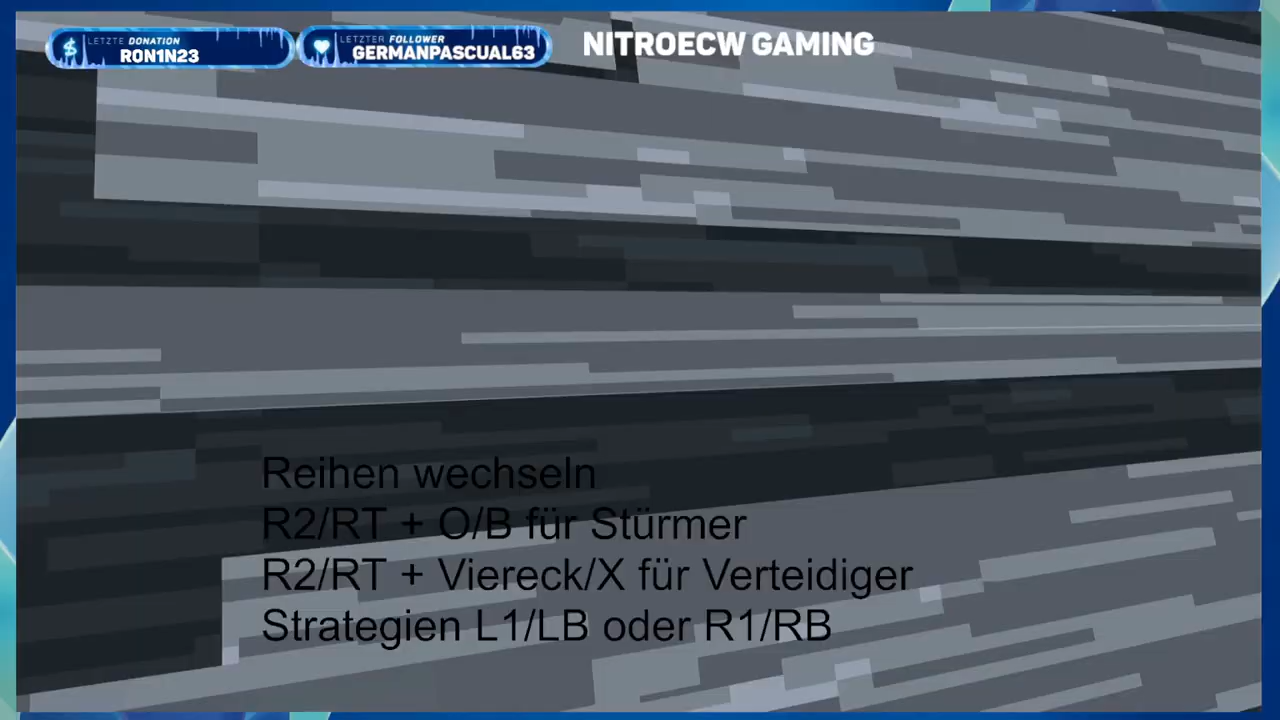 LETZTE DONATION
RON1N23
LETZTER FOLLOWER
GERMANPASCUAL63
NITROECW GAMING
Reihen wechseln
R2/RT + O/B für Stürmer
R2/RT + Viereck/X für Verteidiger
Strategien L1/LB oder R1/RB